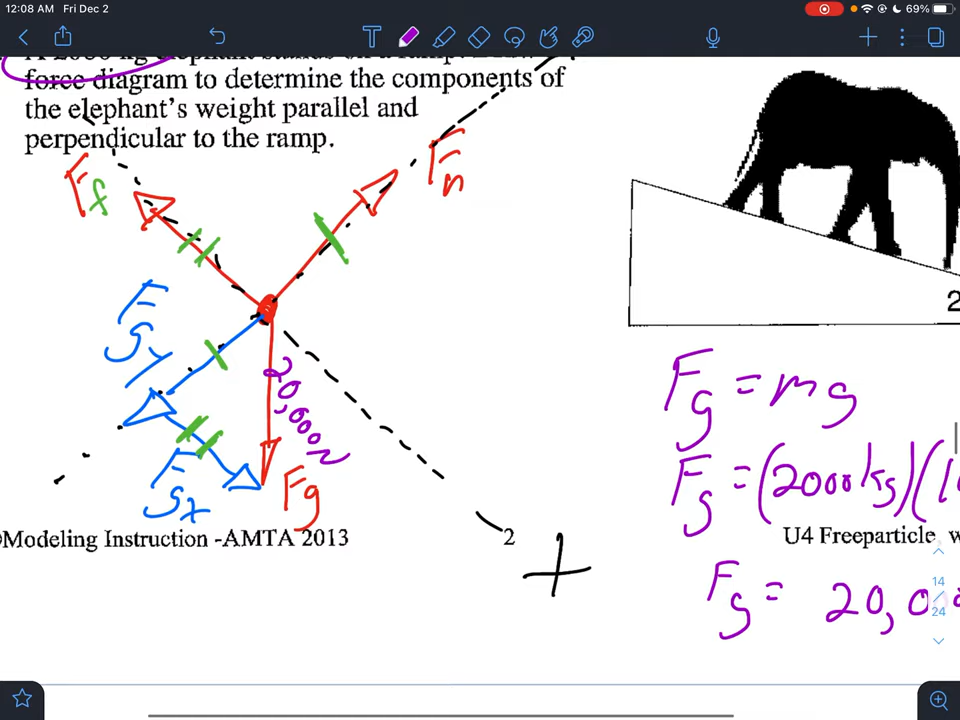 12:08 AM Fri Dec 2
69%
force diagram to determine the components of
the elephant's weight parallel and
perpendicular to the ramp.
Ff
Fn
Fgy
20,000N
Fgx
Fg
2
Fg = mg
Fg = (2000kg)(1
Modeling Instruction -AMTA 2013
2
U4 Freeparticle, w
Fg = 20,0
14
24